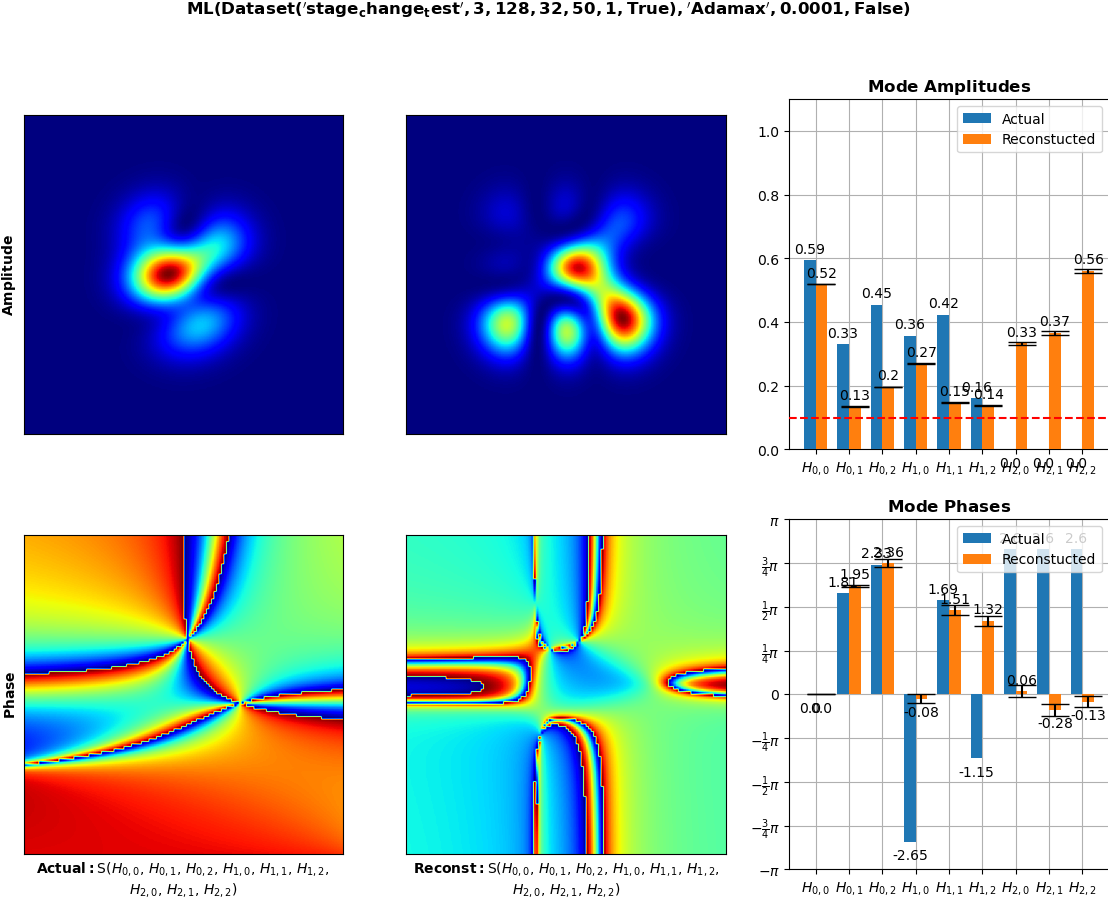 ML(Dataset('stage_change_test', 3, 128, 32, 50, 1, True), 'Adamax', 0.0001, False)
Amplitude
Mode Amplitudes
Actual
Reconstucted
1.0
0.8
0.6
0.4
0.2
0.0
0.59 0.52 0.33 0.13 0.45 0.2 0.36 0.27 0.42 0.15 0.16 0.14 0.0 0.33 0.0 0.37 0.0 0.56
H0,0 H0,1 H0,2 H1,0 H1,1 H1,2 H2,0 H2,1 H2,2
Phase
Mode Phases
Actual
Reconstucted
π
3/4π
1/2π
1/4π
0
−1/4π
−1/2π
−3/4π
−π
0.0 0.0 1.81 1.95 2.33 2.36 -2.65 -0.08 1.69 1.51 -1.15 1.32 0.06 -0.28 2.6 -0.13
H0,0 H0,1 H0,2 H1,0 H1,1 H1,2 H2,0 H2,1 H2,2
Actual: S(H0,0, H0,1, H0,2, H1,0, H1,1, H1,2,
H2,0, H2,1, H2,2)
Reconst: S(H0,0, H0,1, H0,2, H1,0, H1,1, H1,2,
H2,0, H2,1, H2,2)